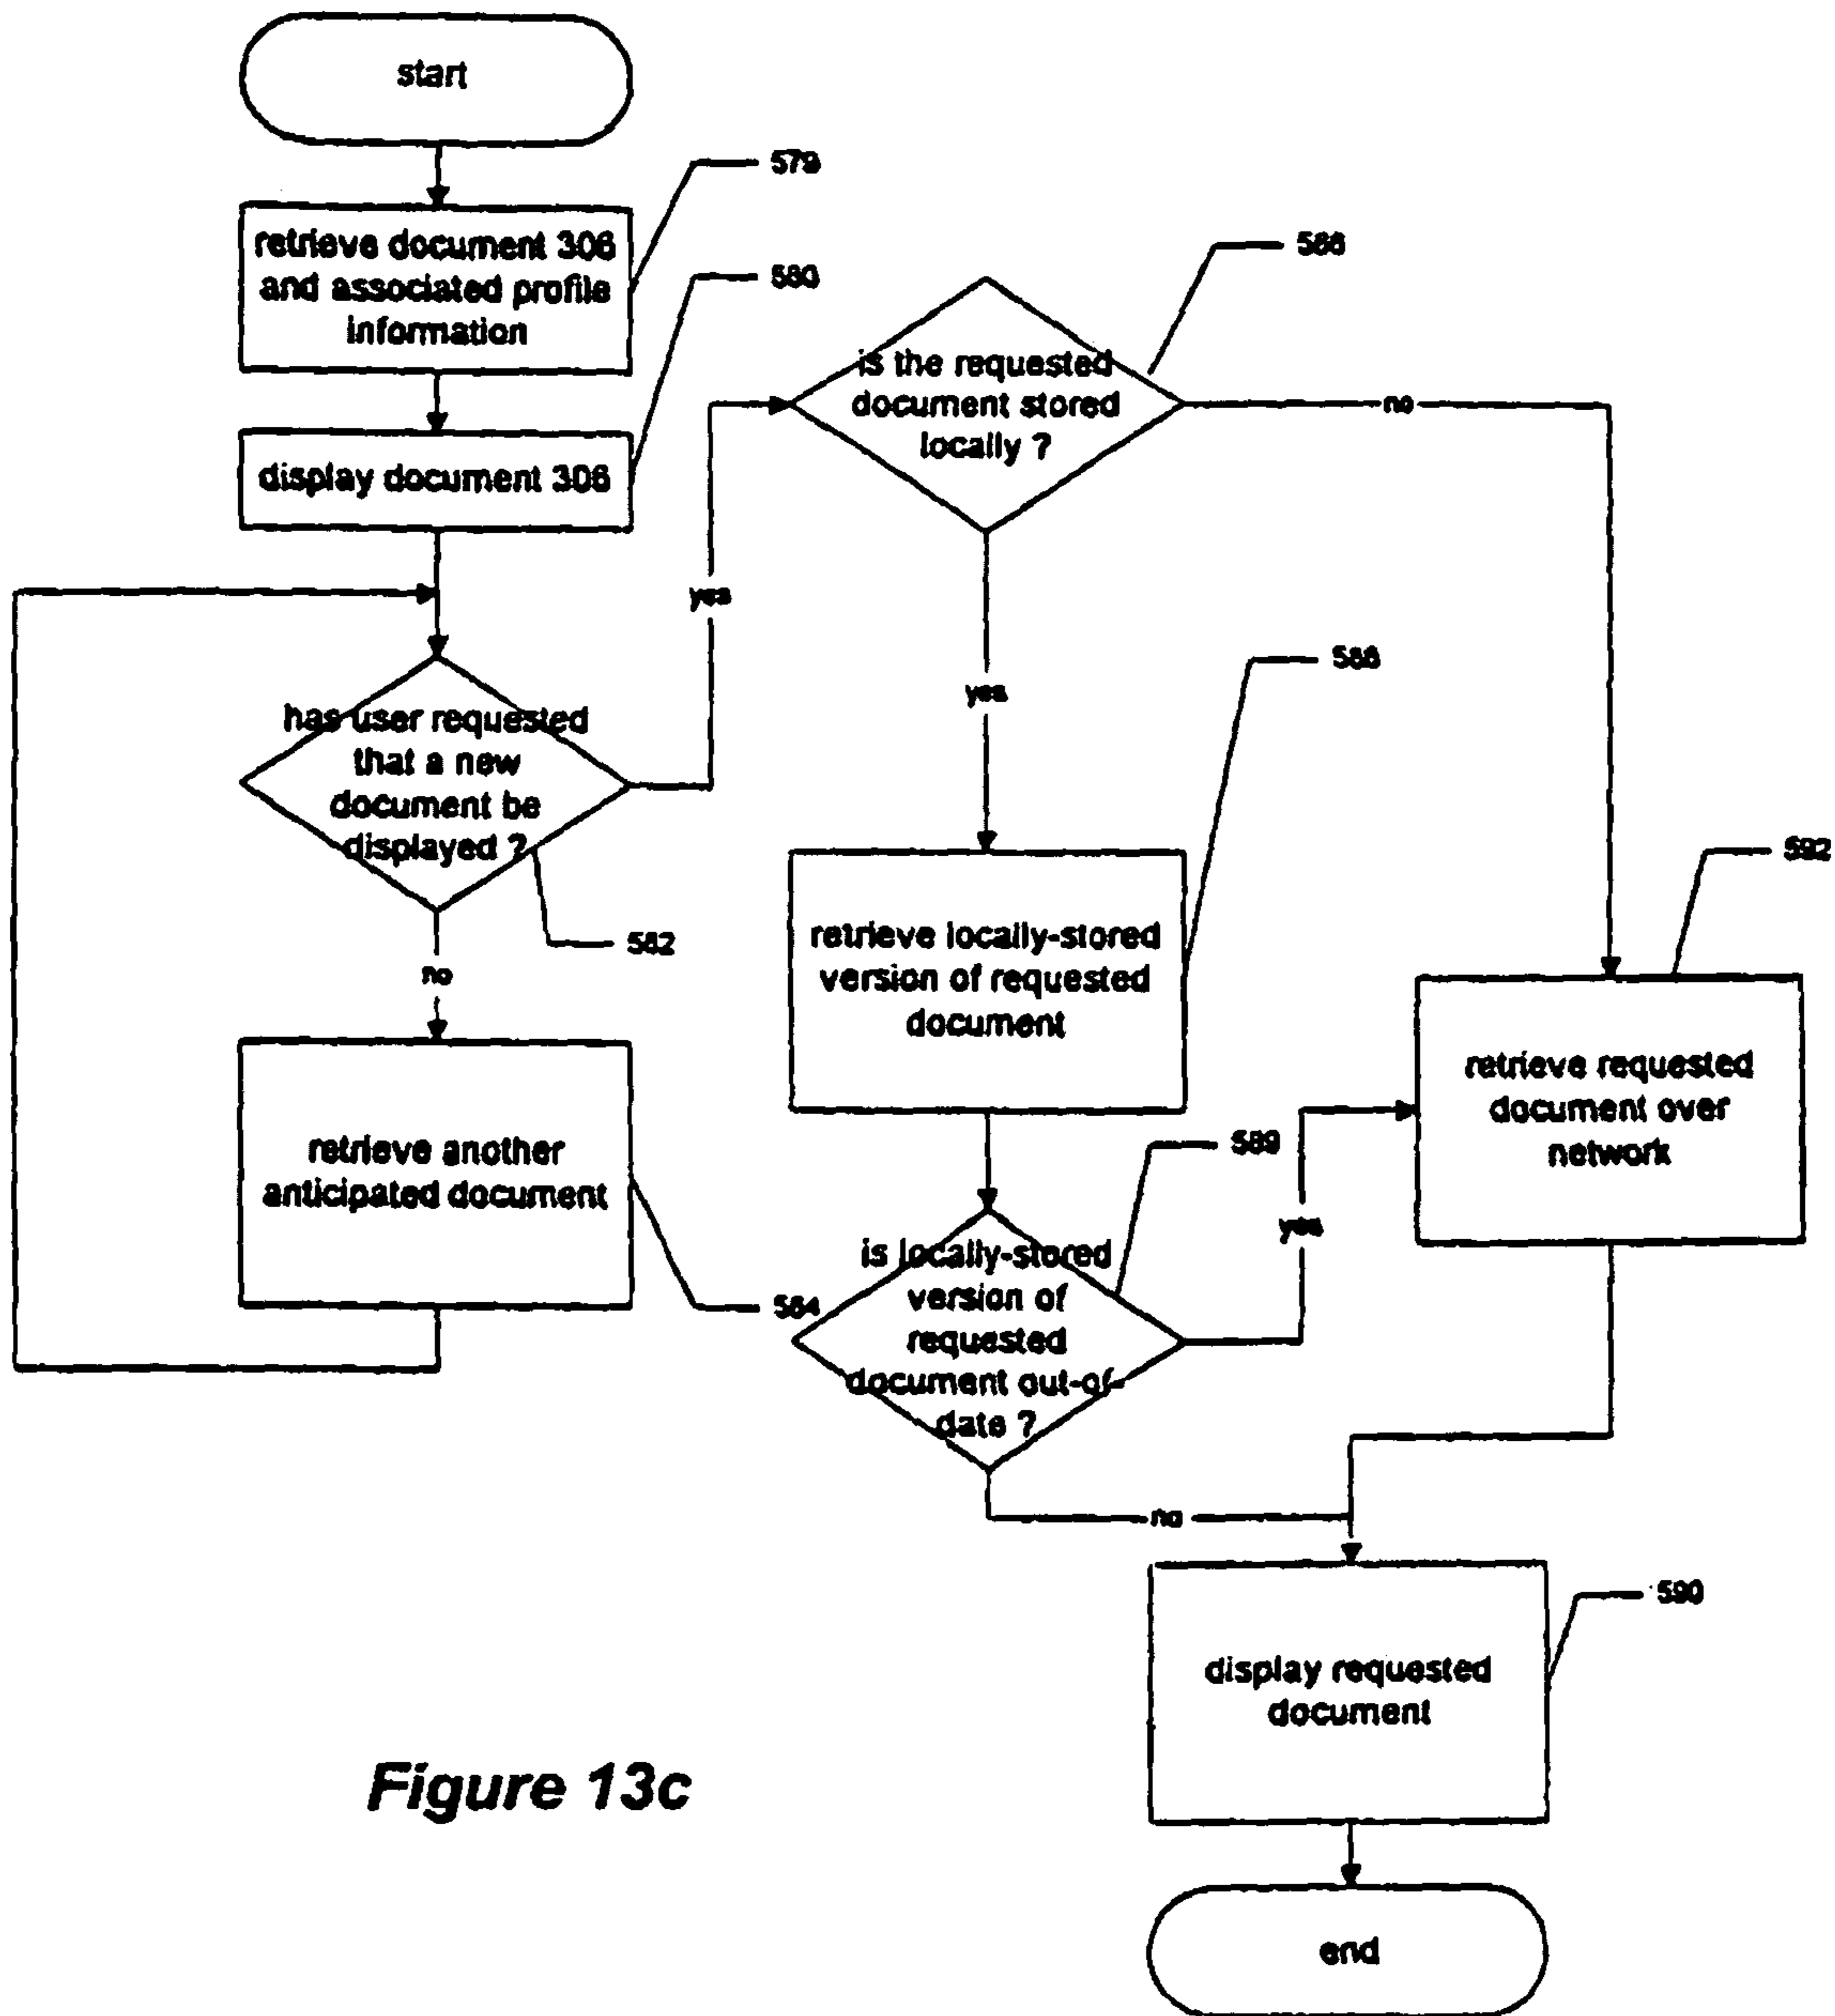 start
579
retrieve document 306
and associated profile
information
580
display document 306
586
is the requested
document stored
locally ?
no
yes
has user requested
that a new
document be
displayed ?
582
no
yes
588
retrieve locally-stored
version of requested
document
592
retrieve requested
document over
network
retrieve another
anticipated document
584
589
is locally-stored
version of
requested
document out-of-
date ?
yes
no
590
display requested
document
end
Figure 13c